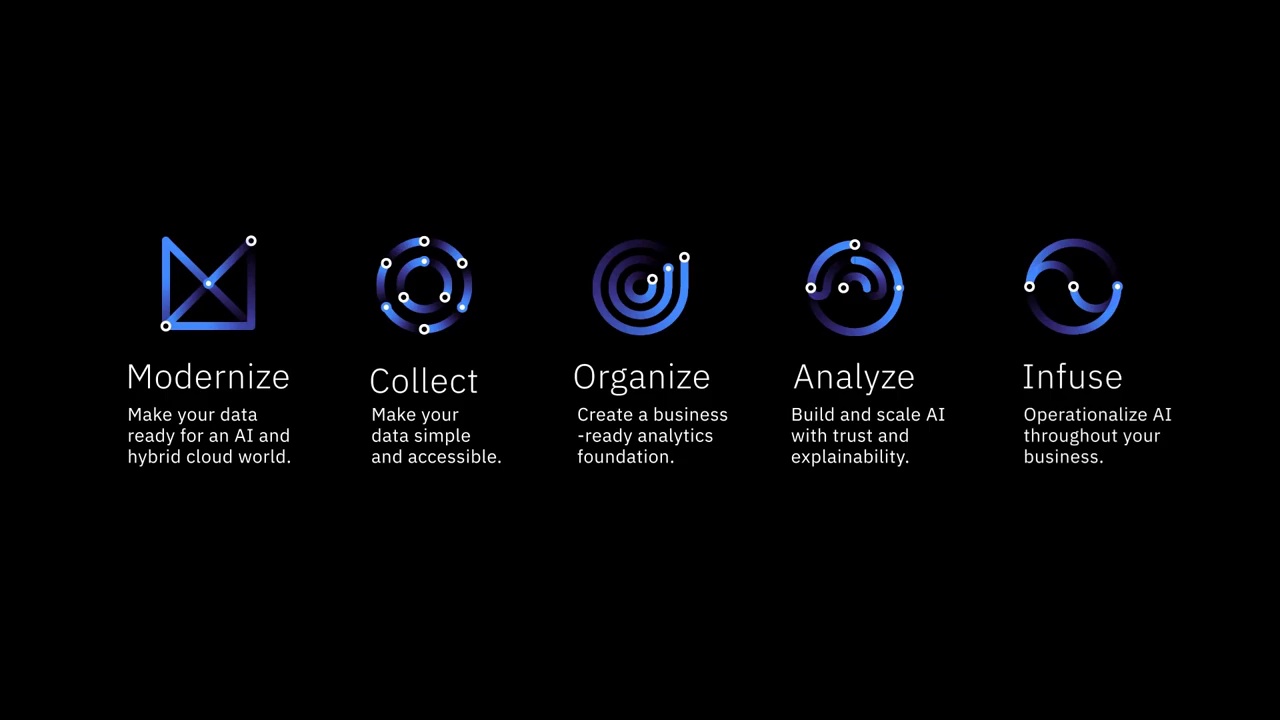 Modernize
Make your data
ready for an AI and
hybrid cloud world.
Collect
Make your
data simple
and accessible.
Organize
Create a business
-ready analytics
foundation.
Analyze
Build and scale AI
with trust and
explainability.
Infuse
Operationalize AI
throughout your
business.